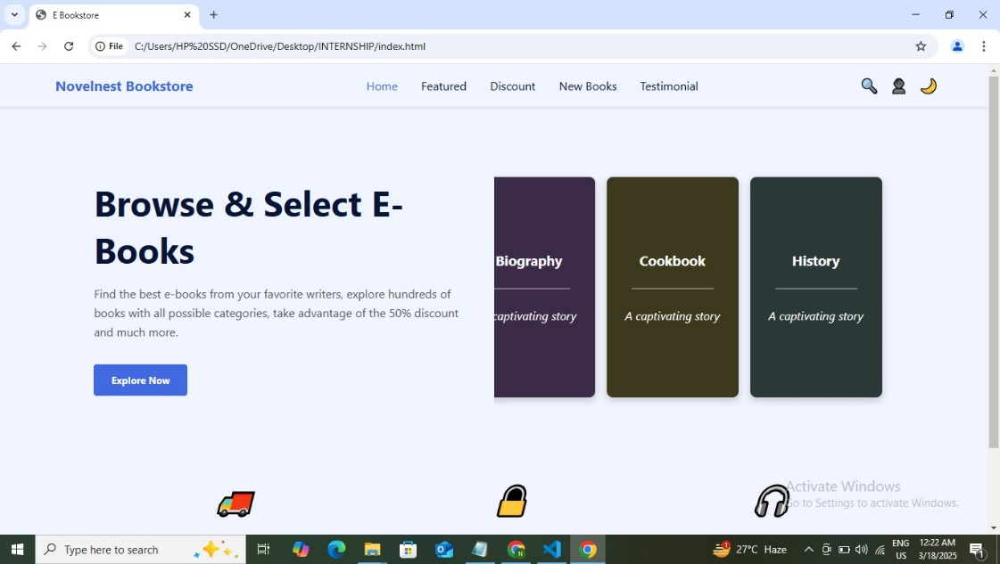 E Bookstore
File C:/Users/HP%20SSD/OneDrive/Desktop/INTERNSHIP/index.html
Novelnest Bookstore Home Featured Discount New Books Testimonial
Browse & Select E-
Books
Find the best e-books from your favorite writers, explore hundreds of
books with all possible categories, take advantage of the 50% discount
and much more.
Explore Now
Biography Cookbook History
captivating story A captivating story A captivating story
Activate Windows
Go to Settings to activate Windows.
Type here to search
27°C Haze
ENG
US
12:22 AM
3/18/2025
1